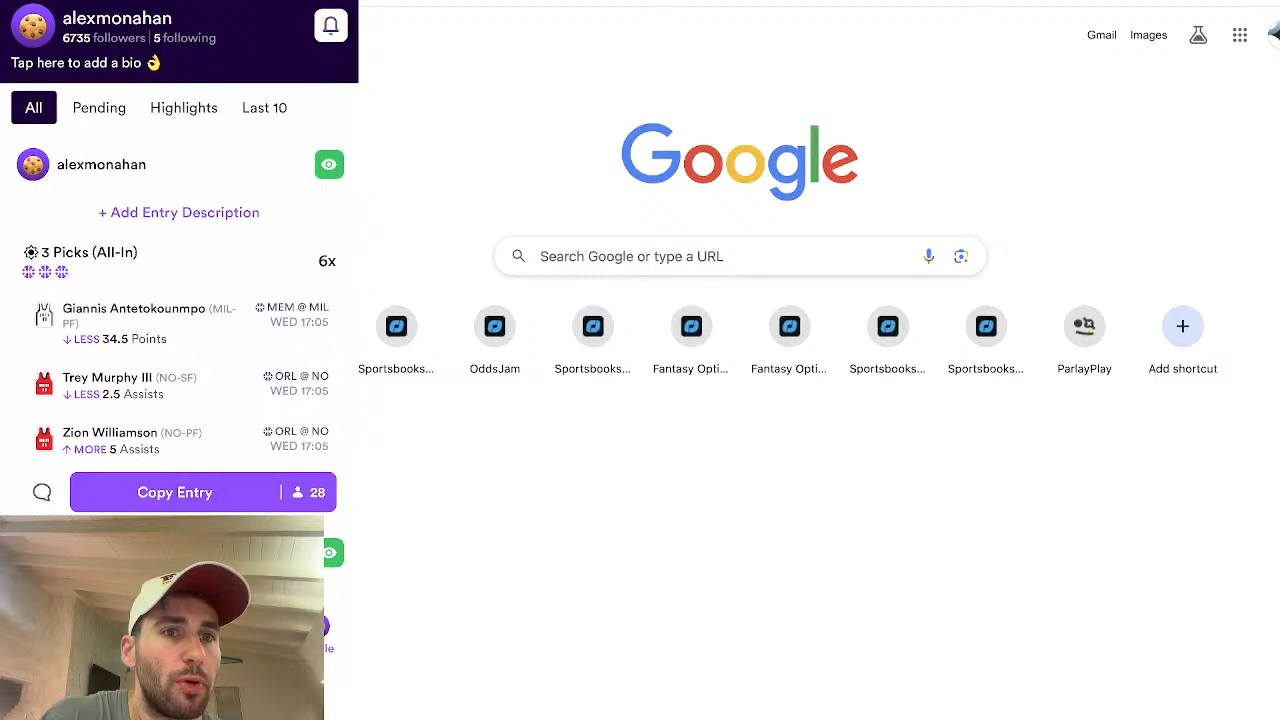 alexmonahan
6735 followers | 5 following
Tap here to add a bio 👌
All Pending Highlights Last 10
alexmonahan
+ Add Entry Description
3 Picks (All-In)
6x
Giannis Antetokounmpo (MIL-
PF)
↓ LESS 34.5 Points
MEM @ MIL
WED 17:05
Trey Murphy III (NO-SF)
↓ LESS 2.5 Assists
ORL @ NO
WED 17:05
Zion Williamson (NO-PF)
↑ MORE 5 Assists
ORL @ NO
WED 17:05
Copy Entry | 28
le
Gmail Images
Google
Search Google or type a URL
Sportsbooks... OddsJam Sportsbooks... Fantasy Opti... Fantasy Opti... Sportsbooks... Sportsbooks... ParlayPlay Add shortcut